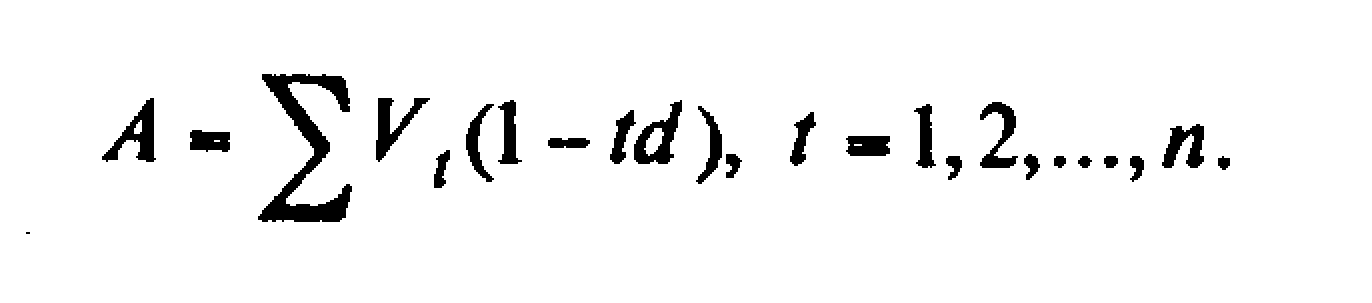 A = ∑ V_t (1 − td), t = 1, 2, ..., n.